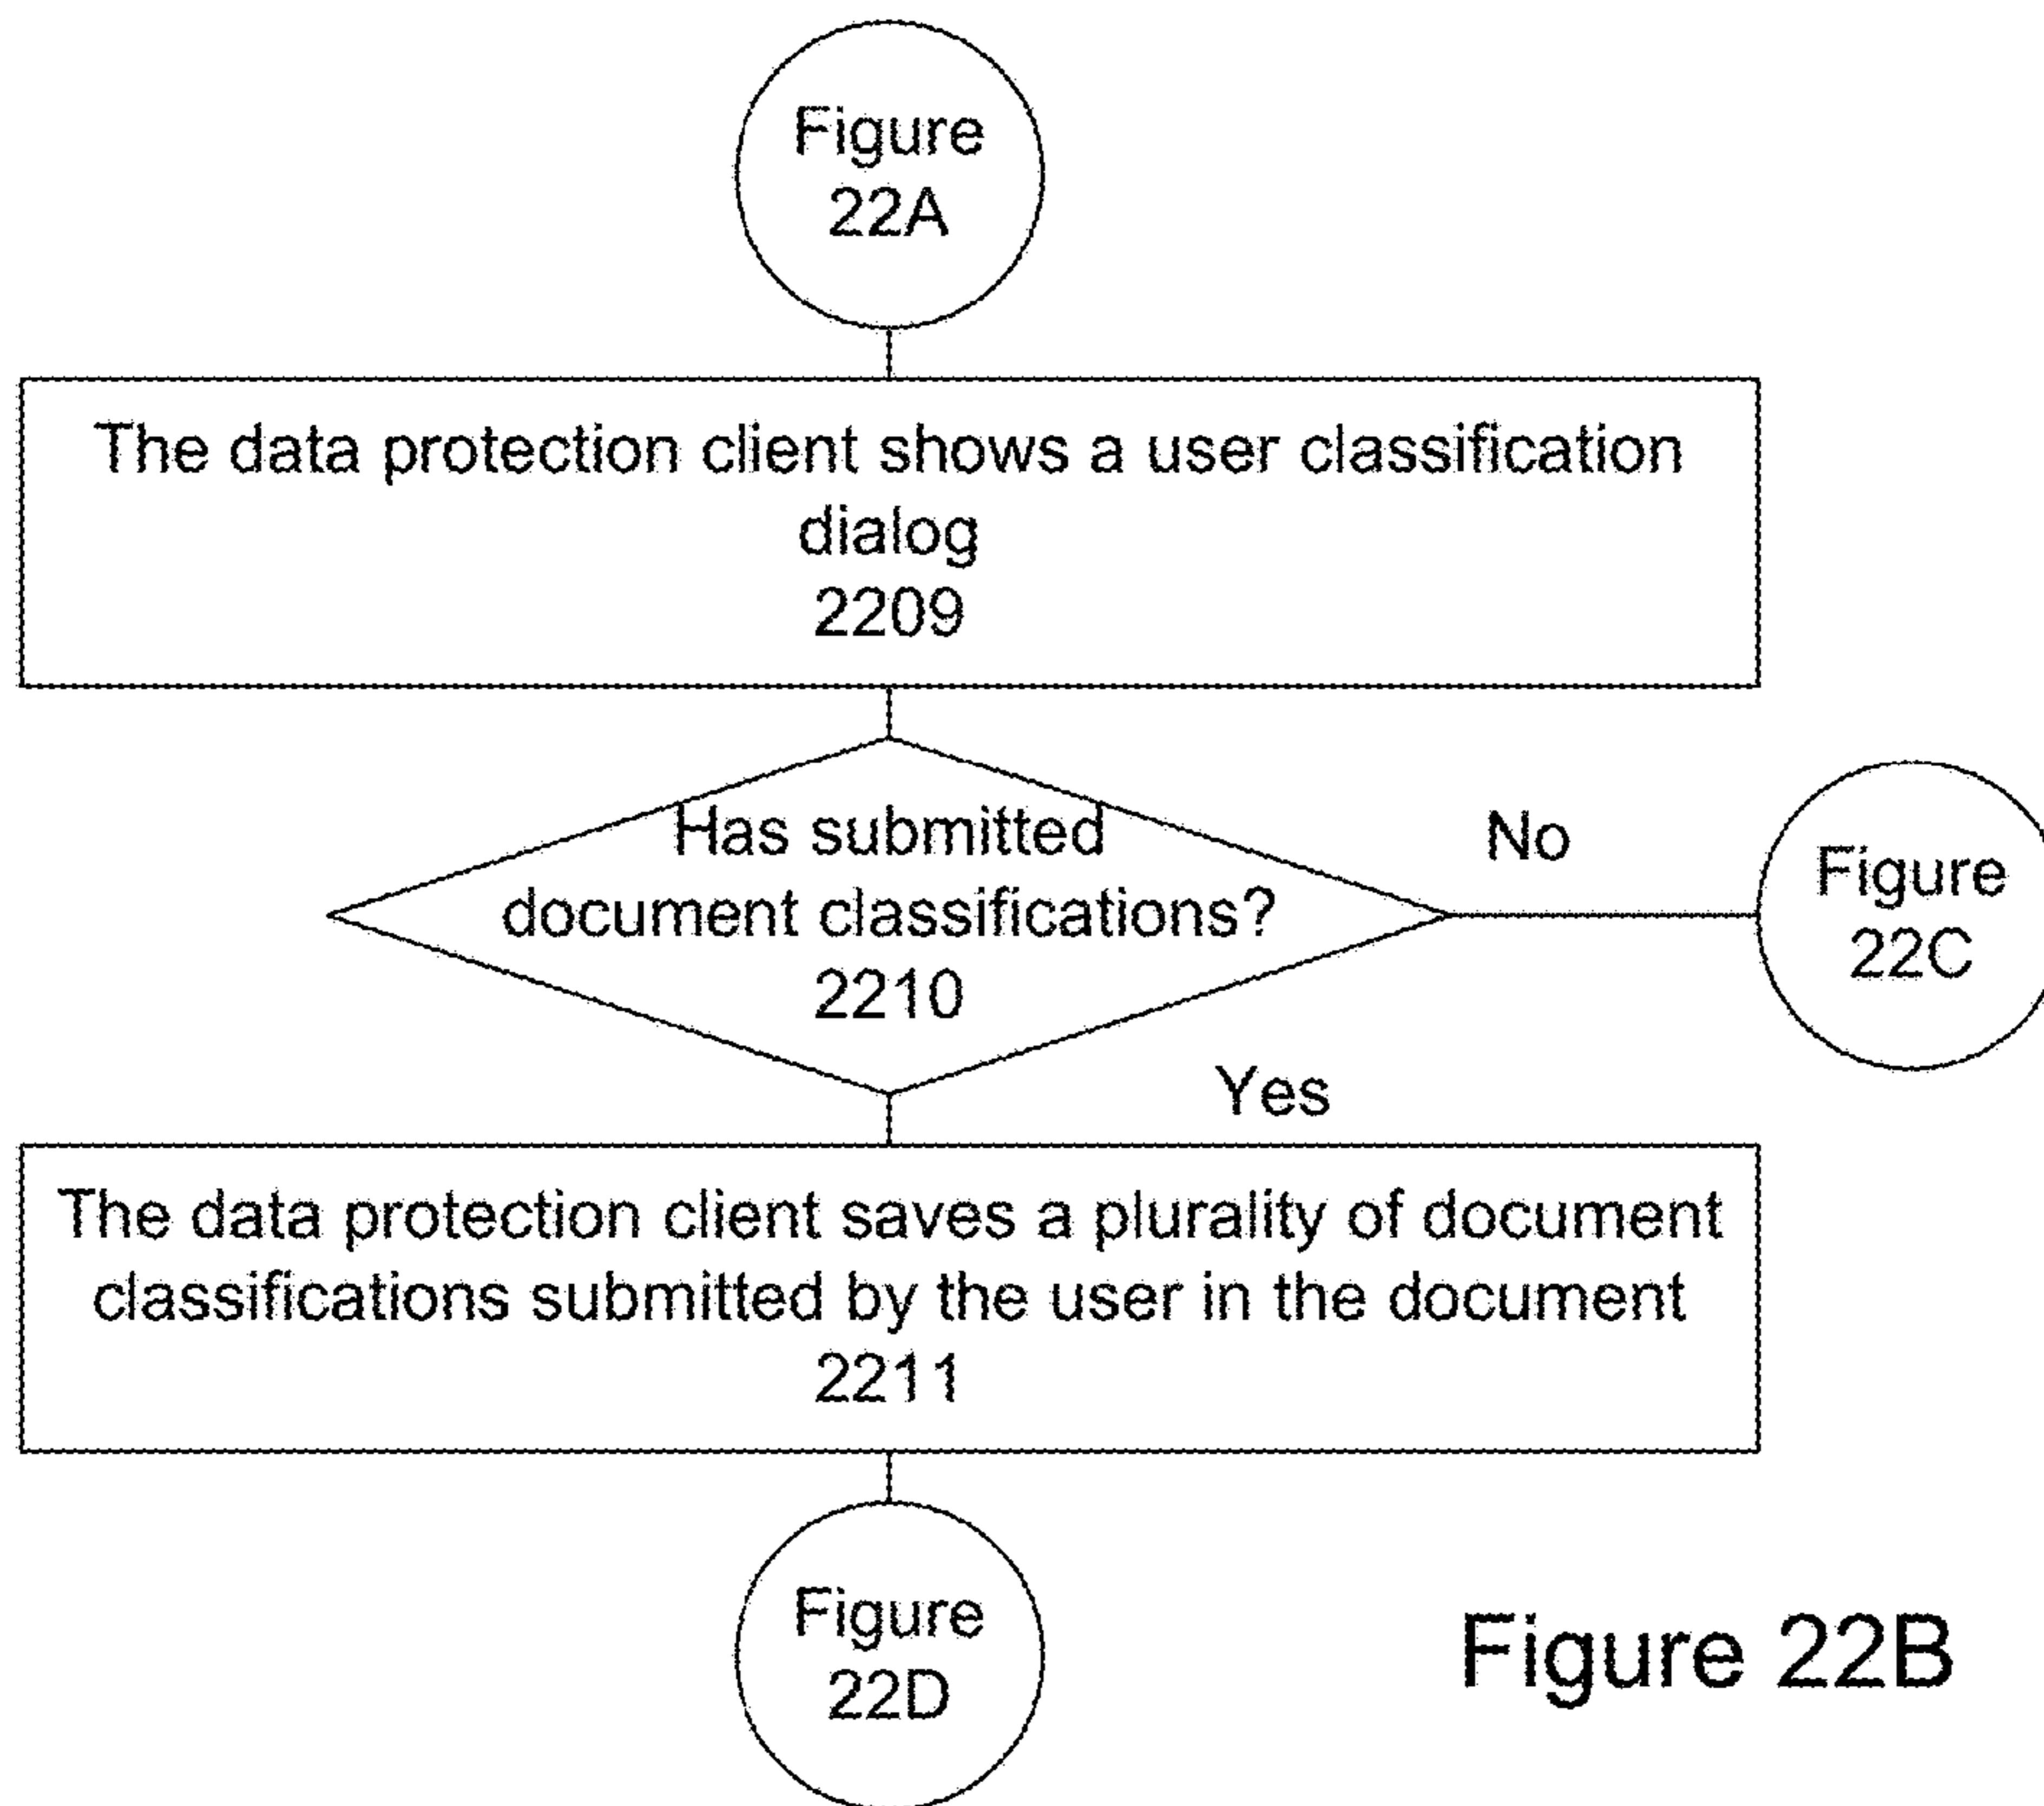 Figure
22A
The data protection client shows a user classification
dialog
2209
Has submitted
document classifications?
2210
No
Figure
22C
Yes
The data protection client saves a plurality of document
classifications submitted by the user in the document
2211
Figure
22D
Figure 22B